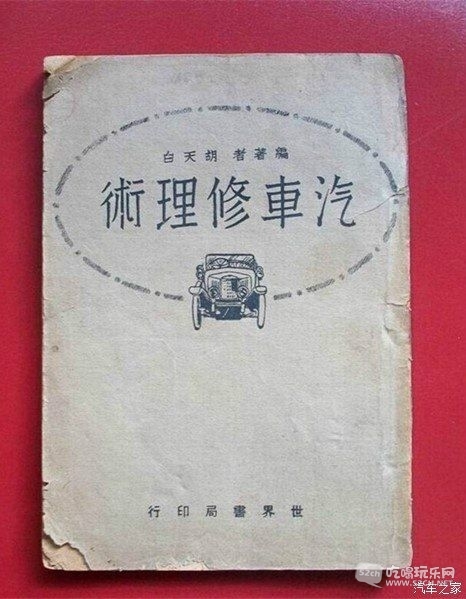 編著者 胡天白
汽車修理術
世界書局印行
吃喝玩乐网
汽车之家